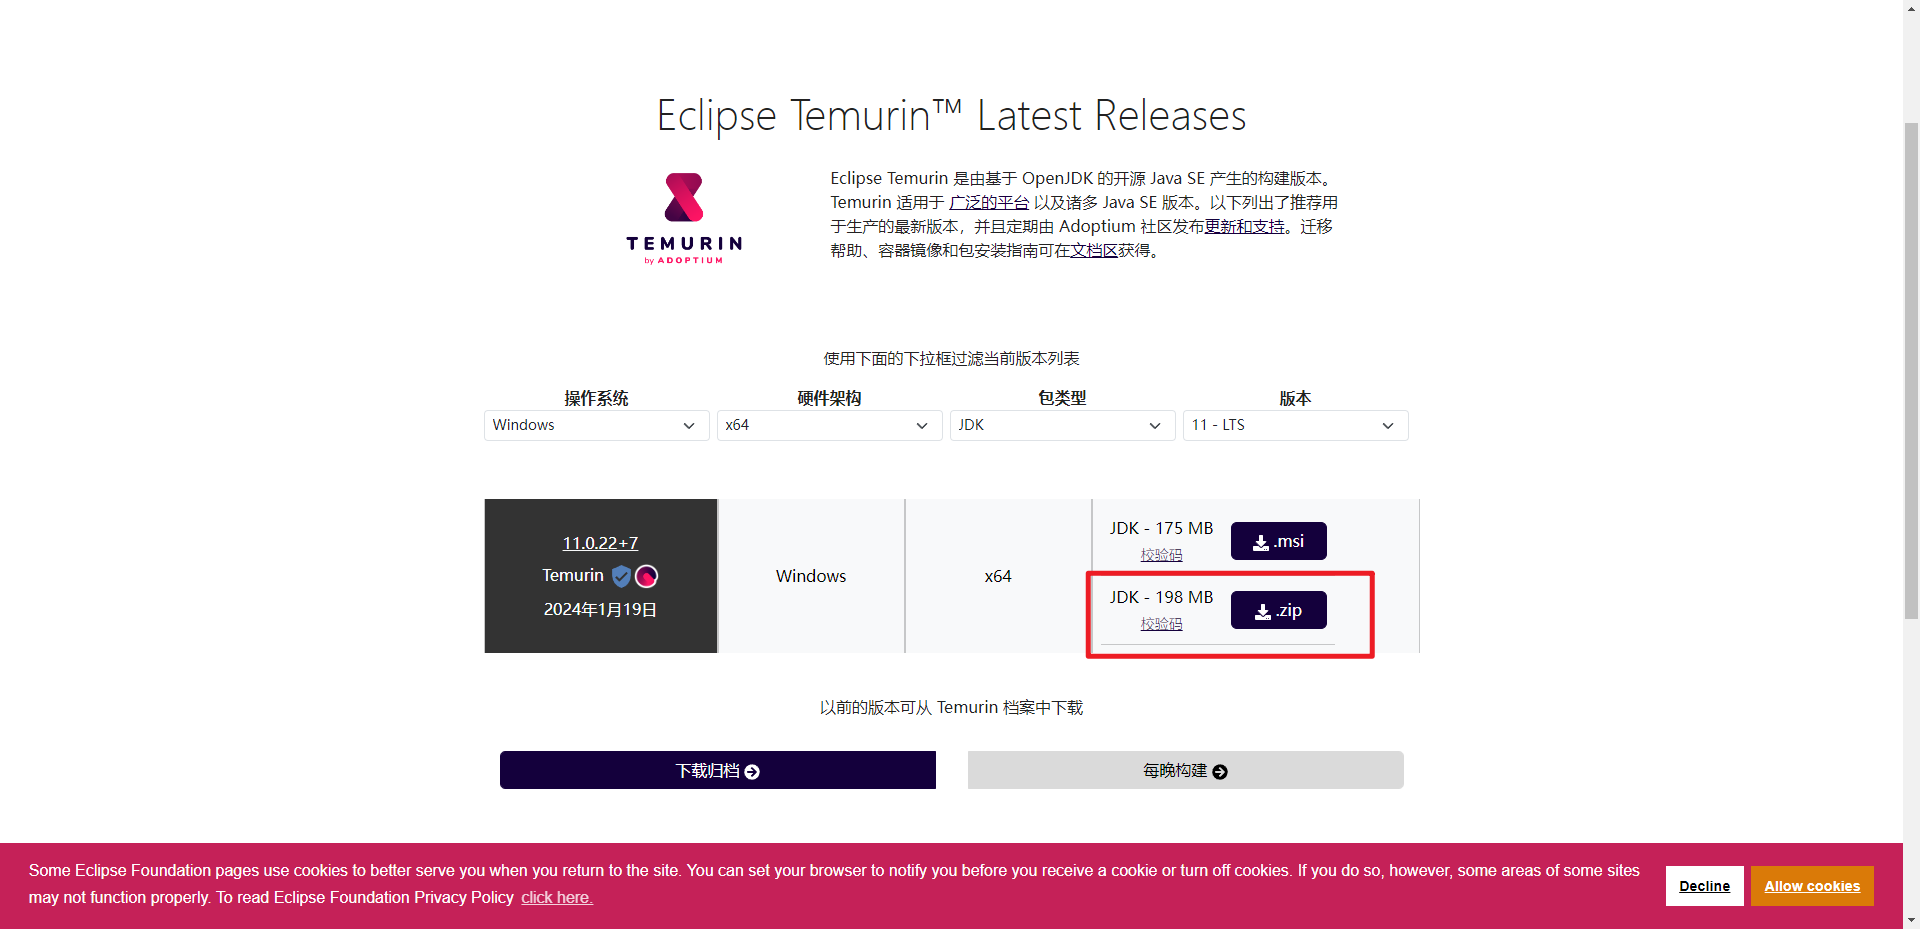 Eclipse Temurin™ Latest Releases
TEMURIN
by ADOPTIUM
Eclipse Temurin 是由基于 OpenJDK 的开源 Java SE 产生的构建版本。
Temurin 适用于 广泛的平台 以及诸多 Java SE 版本。以下列出了推荐用
于生产的最新版本，并且定期由 Adoptium 社区发布更新和支持。迁移
帮助、容器镜像和包安装指南可在文档区获得。
使用下面的下拉框过滤当前版本列表
操作系统 硬件架构 包类型 版本
Windows x64 JDK 11 - LTS
11.0.22+7
Temurin
2024年1月19日
Windows
x64
JDK - 175 MB
校验码
.msi
JDK - 198 MB
校验码
.zip
以前的版本可从 Temurin 档案中下载
下载归档
每晚构建
Some Eclipse Foundation pages use cookies to better serve you when you return to the site. You can set your browser to notify you before you receive a cookie or turn off cookies. If you do so, however, some areas of some sites
may not function properly. To read Eclipse Foundation Privacy Policy click here.
Decline
Allow cookies